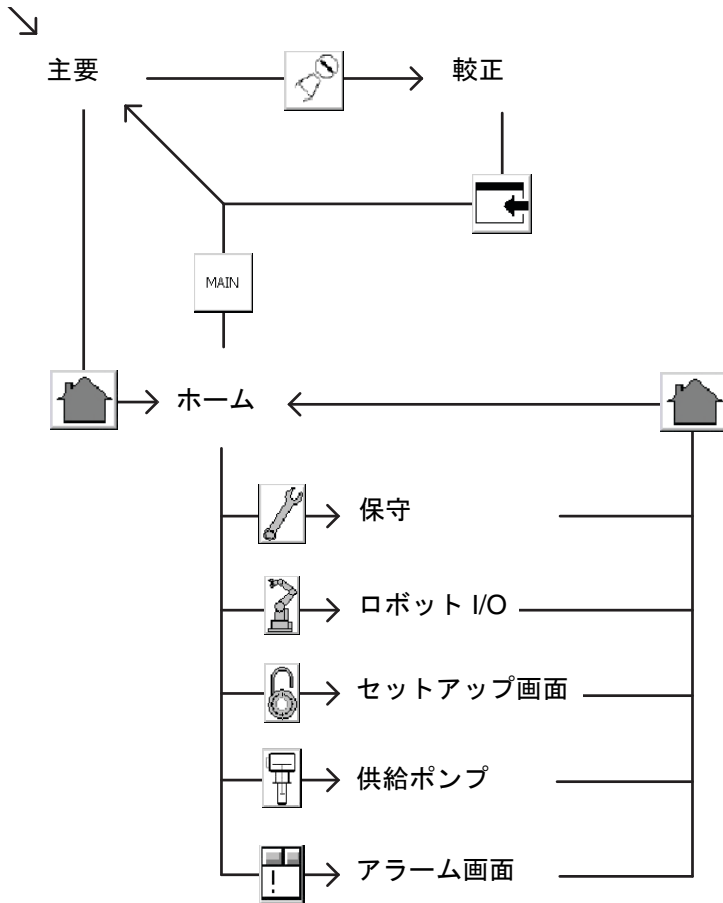 主要
較正
MAIN
ホーム
保守
ロボット I/O
セットアップ画面
供給ポンプ
アラーム画面